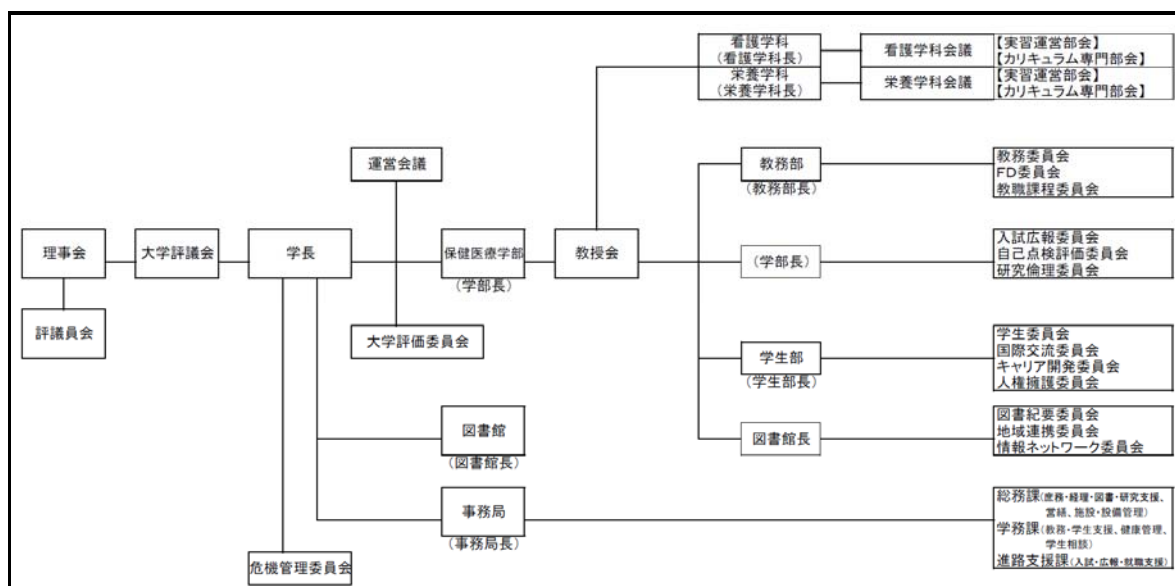 看護学科
(看護学科長)
看護学科会議
【実習運営部会】
【カリキュラム専門部会】
栄養学科
(栄養学科長)
栄養学科会議
【実習運営部会】
【カリキュラム専門部会】
運営会議
教務部
(教務部長)
教務委員会
FD委員会
教職課程委員会
理事会
大学評議会
学長
保健医療学部
(学部長)
教授会
(学部長)
入試広報委員会
自己点検評価委員会
研究倫理委員会
評議員会
大学評価委員会
学生部
(学生部長)
学生委員会
国際交流委員会
キャリア開発委員会
人権擁護委員会
図書館
(図書館長)
図書館長
図書紀要委員会
地域連携委員会
情報ネットワーク委員会
事務局
(事務局長)
総務課(庶務・経理・図書・研究支援、
営繕、施設・設備管理)
学務課(教務・学生支援、健康管理、
学生相談)
進路支援課(入試・広報・就職支援)
危機管理委員会